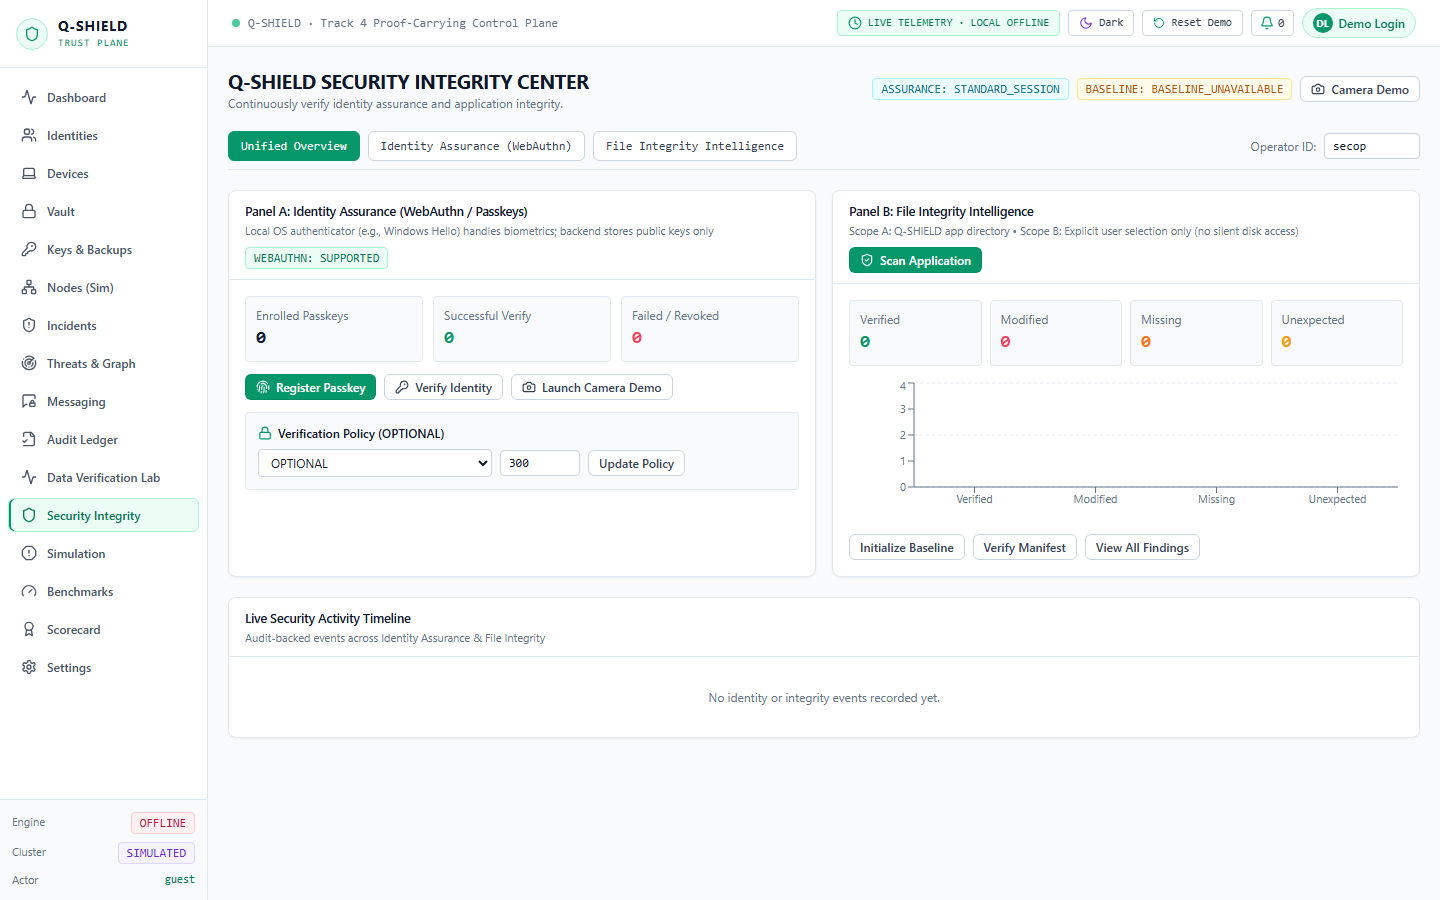 Q-SHIELD
TRUST PLANE
Dashboard
Identities
Devices
Vault
Keys & Backups
Nodes (Sim)
Incidents
Threats & Graph
Messaging
Audit Ledger
Data Verification Lab
Security Integrity
Simulation
Benchmarks
Scorecard
Settings
Engine OFFLINE
Cluster SIMULATED
Actor guest
Q-SHIELD · Track 4 Proof-Carrying Control Plane
LIVE TELEMETRY · LOCAL OFFLINE
Dark
Reset Demo
0
DL Demo Login
Q-SHIELD SECURITY INTEGRITY CENTER
Continuously verify identity assurance and application integrity.
ASSURANCE: STANDARD_SESSION
BASELINE: BASELINE_UNAVAILABLE
Camera Demo
Unified Overview
Identity Assurance (WebAuthn)
File Integrity Intelligence
Operator ID: secop
Panel A: Identity Assurance (WebAuthn / Passkeys)
Local OS authenticator (e.g., Windows Hello) handles biometrics; backend stores public keys only
WEBAUTHN: SUPPORTED
Enrolled Passkeys
0
Successful Verify
0
Failed / Revoked
0
Register Passkey
Verify Identity
Launch Camera Demo
Verification Policy (OPTIONAL)
OPTIONAL
300
Update Policy
Panel B: File Integrity Intelligence
Scope A: Q-SHIELD app directory • Scope B: Explicit user selection only (no silent disk access)
Scan Application
Verified
0
Modified
0
Missing
0
Unexpected
0
4
3
2
1
0
Verified Modified Missing Unexpected
Initialize Baseline
Verify Manifest
View All Findings
Live Security Activity Timeline
Audit-backed events across Identity Assurance & File Integrity
No identity or integrity events recorded yet.